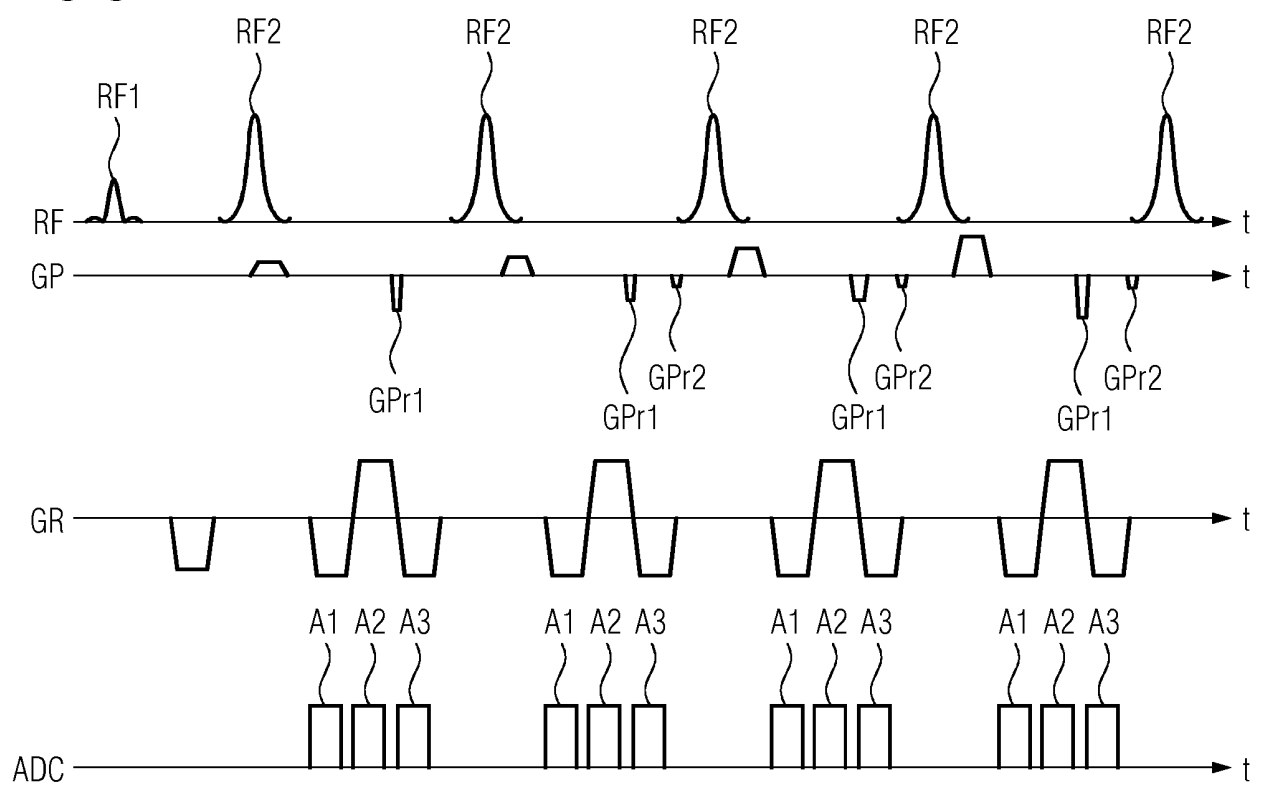 RF2 RF2 RF2 RF2 RF2
RF1
RF t
GP t
GPr1 GPr2 GPr2 GPr2
GPr1 GPr1 GPr1
GR t
A1 A2 A3 A1 A2 A3 A1 A2 A3 A1 A2 A3
ADC t